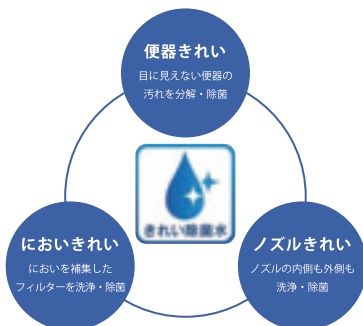 便器きれい
目に見えない便器の
汚れを分解・除菌
きれい除菌水
においきれい
においを補集した
フィルターを洗浄・除菌
ノズルきれい
ノズルの内側も外側も
洗浄・除菌